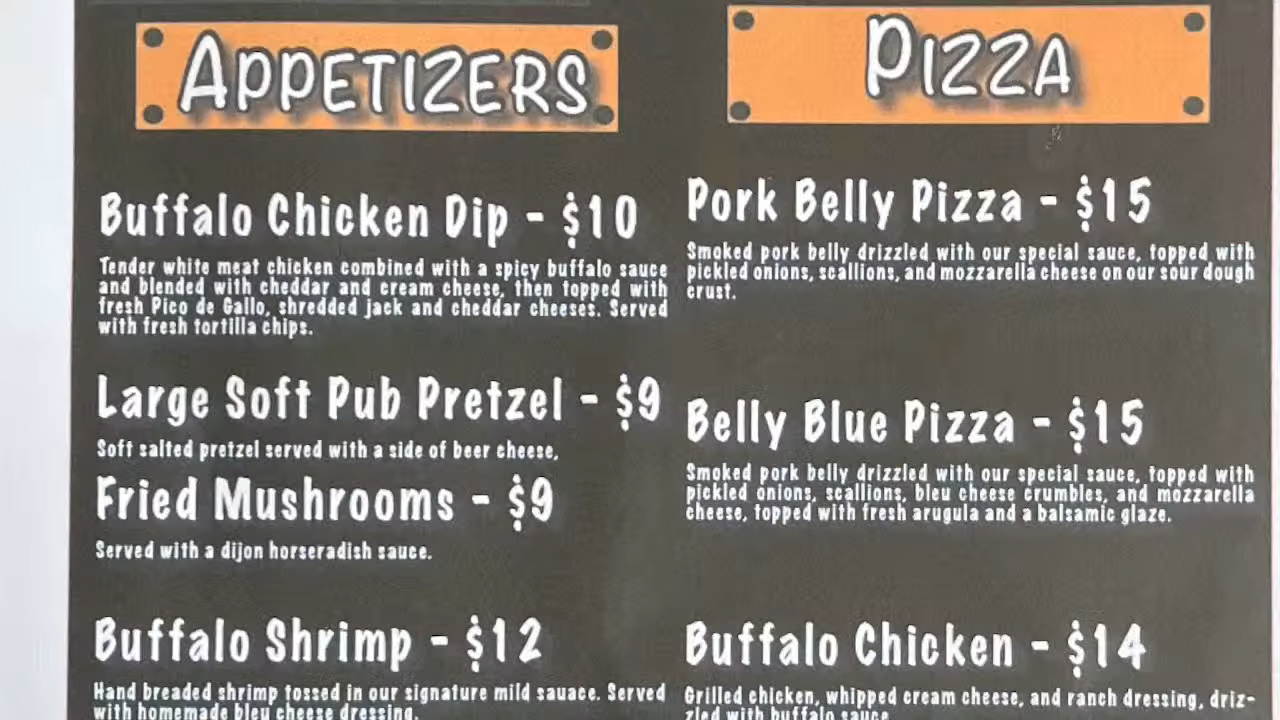 APPETIZERS
Buffalo Chicken Dip - $10
Tender white meat chicken combined with a spicy buffalo sauce
and blended with cheddar and cream cheese, then topped with
fresh Pico de Gallo, shredded jack and cheddar cheeses. Served
with fresh tortilla chips.
Large Soft Pub Pretzel - $9
Soft salted pretzel served with a side of beer cheese,
Fried Mushrooms - $9
Served with a dijon horseradish sauce.
Buffalo Shrimp - $12
Hand breaded shrimp tossed in our signature mild sauace. Served
with homemade bleu cheese dressing.
PIZZA
Pork Belly Pizza - $15
Smoked pork belly drizzled with our special sauce, topped with
pickled onions, scallions, and mozzarella cheese on our sour dough
crust.
Belly Blue Pizza - $15
Smoked pork belly drizzled with our special sauce, topped with
pickled onions, scallions, bleu cheese crumbles, and mozzarella
cheese, topped with fresh arugula and a balsamic glaze.
Buffalo Chicken - $14
Grilled chicken, whipped cream cheese, and ranch dressing, driz-
zled with buffalo sauce